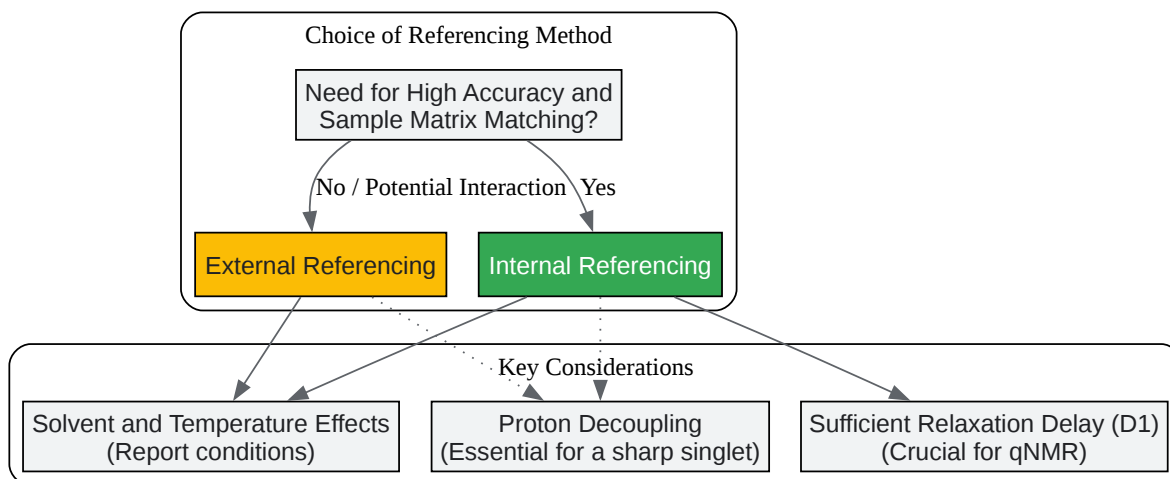 Choice of Referencing Method
Need for High Accuracy and
Sample Matrix Matching?
No / Potential Interaction
Yes
External Referencing
Internal Referencing
Key Considerations
Solvent and Temperature Effects
(Report conditions)
Proton Decoupling
(Essential for a sharp singlet)
Sufficient Relaxation Delay (D1)
(Crucial for qNMR)